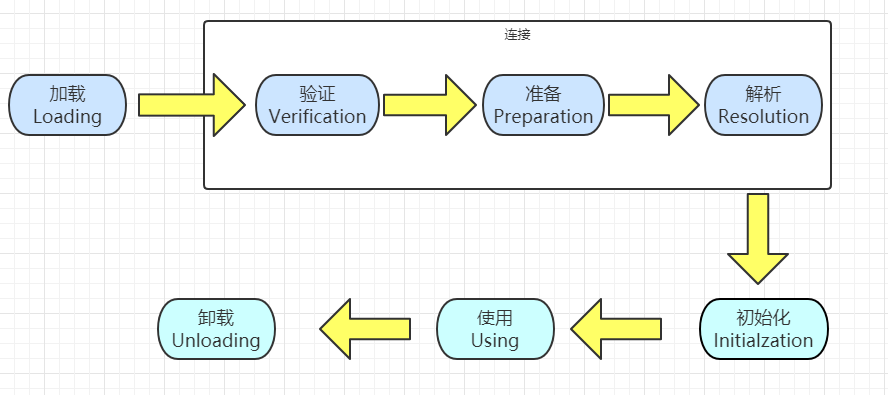 连接
加载
Loading
验证
Verification
准备
Preparation
解析
Resolution
卸载
Unloading
使用
Using
初始化
Initialzation